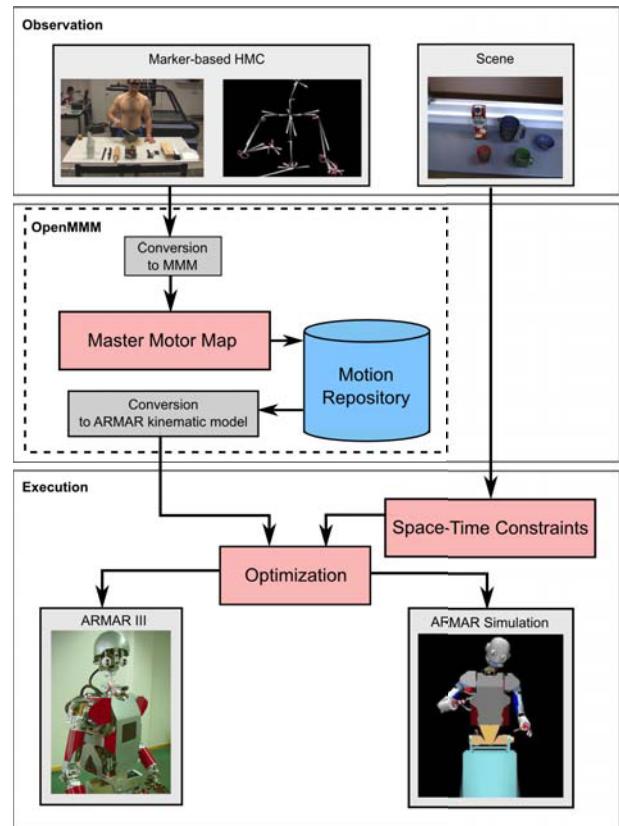 Observation
Marker-based HMC
Scene
OpenMMM
Conversion
to MMM
Master Motor Map
Motion
Repository
Conversion
to ARMAR kinematic model
Execution
Space-Time Constraints
Optimization
ARMAR III
ARMAR Simulation